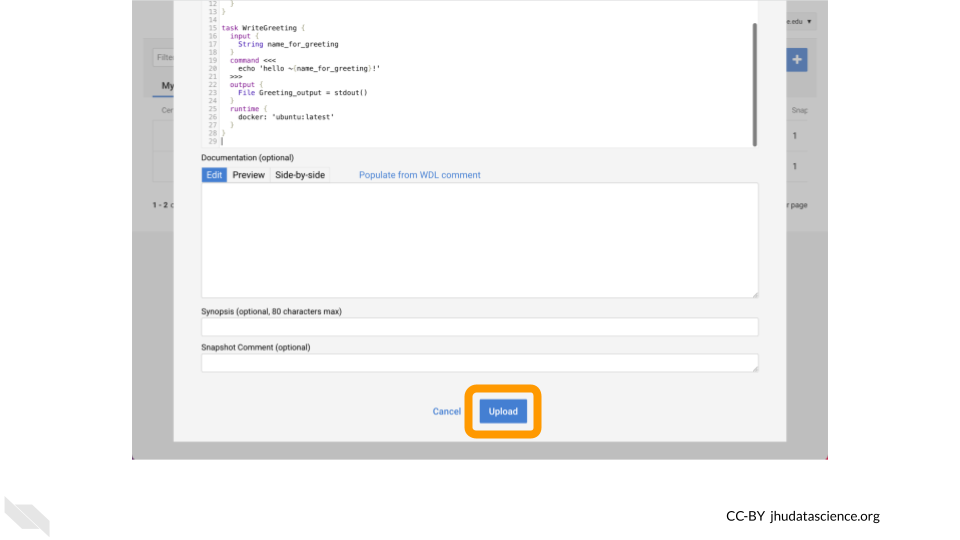 12 }
13 }
e.edu ▼
14
15 task WriteGreeting {
16 input {
17 String name_for_greeting
18 }
19 command <<<
20 echo 'hello ~{name_for_greeting}!'
21 >>>
22 output {
23 File Greeting_output = stdout()
24 }
25 runtime {
26 docker: 'ubuntu:latest'
27 }
28 }
29
Filte
+
My
Cer
Snap
1
1
1 - 2 o
r page
Documentation (optional)
Edit Preview Side-by-side Populate from WDL comment
Synopsis (optional, 80 characters max)
Snapshot Comment (optional)
Cancel Upload
CC-BY jhudatascience.org